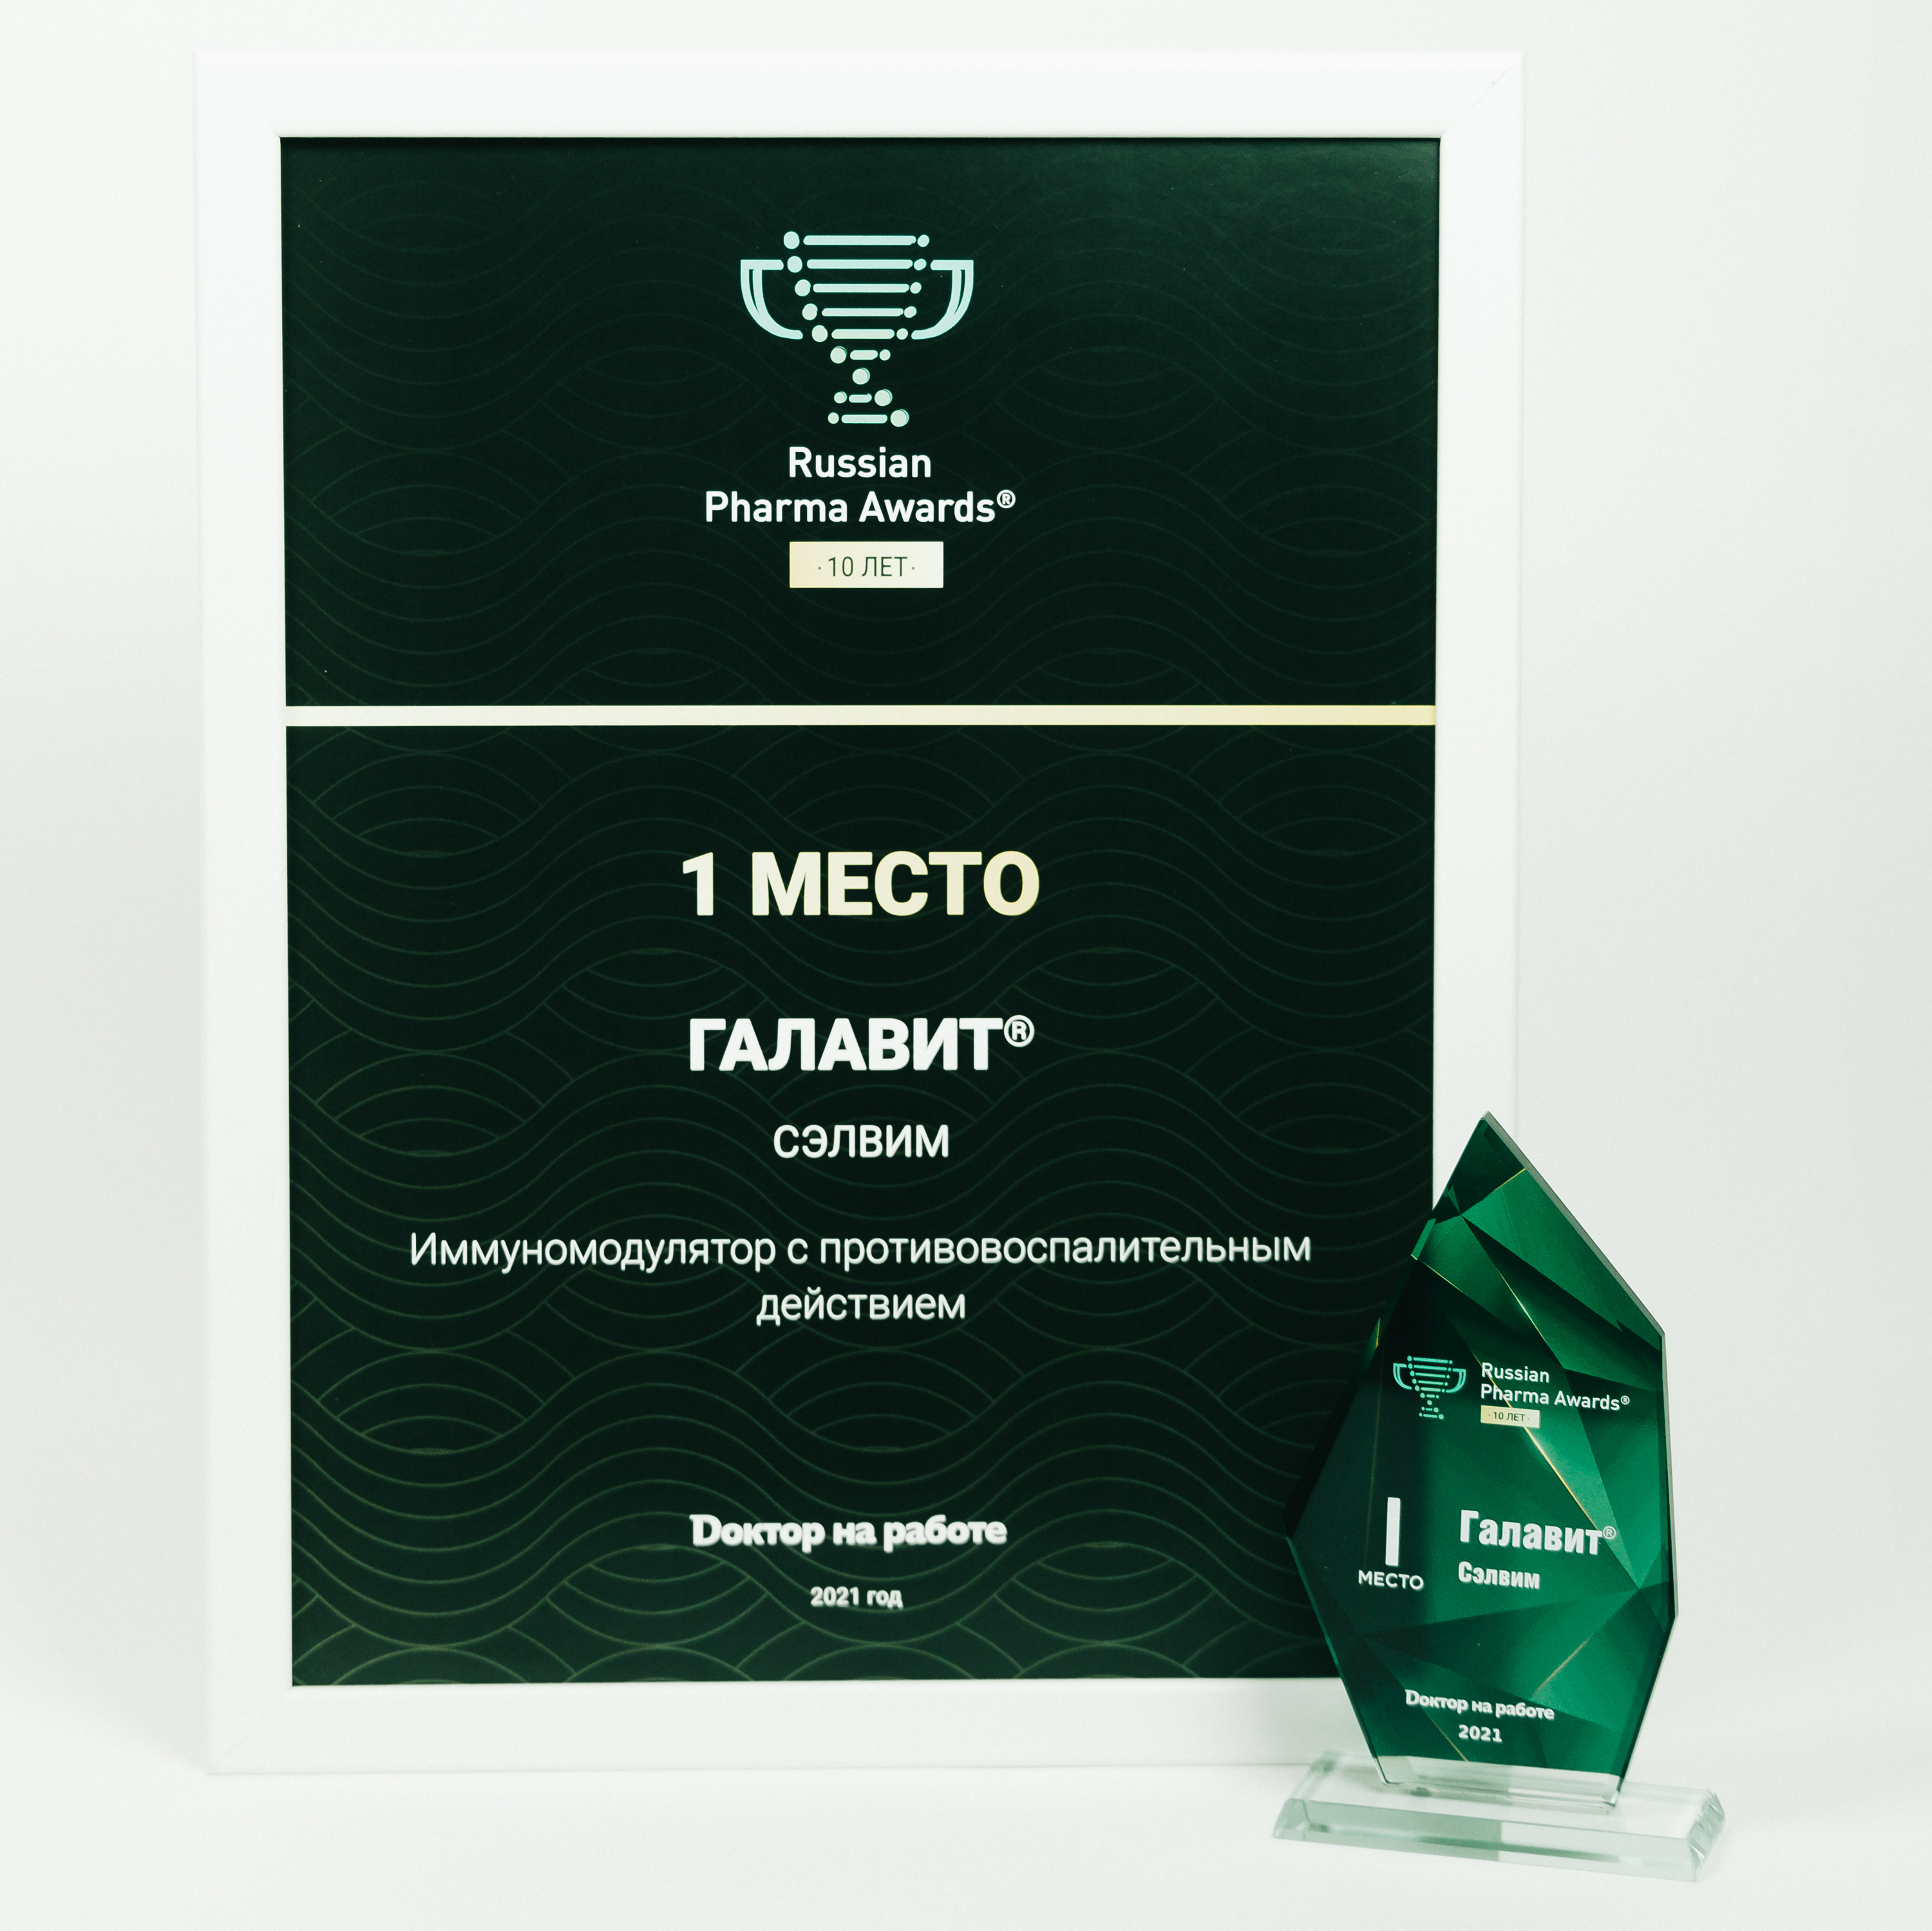 Russian
Pharma Awards®
· 10 ЛЕТ ·
1 МЕСТО
ГАЛАВИТ®
СЭЛВИМ
Иммуномодулятор с противовоспалительным
действием
Доктор на работе
2021 год
Russian
Pharma Awards®
· 10 ЛЕТ ·
I
МЕСТО
Галавит®
Сэлвим
Доктор на работе
2021